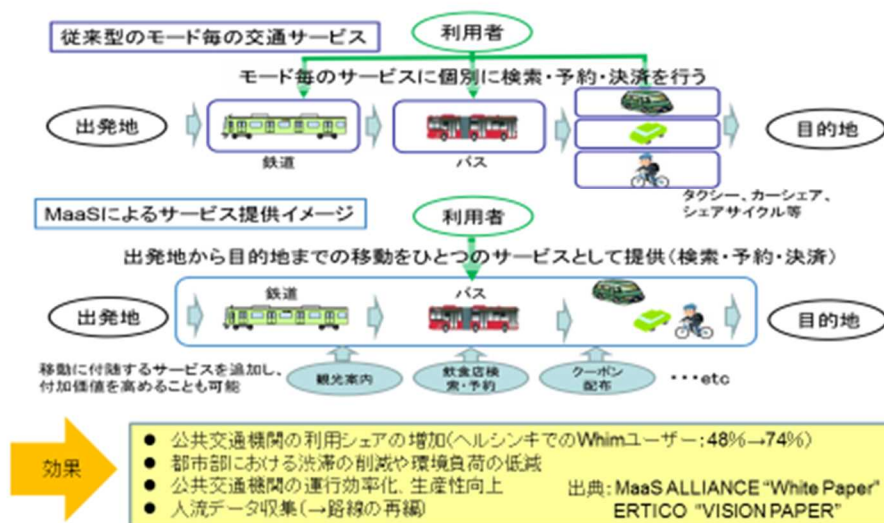 従来型のモード毎の交通サービス
利用者
モード毎のサービスに個別に検索・予約・決済を行う
出発地
目的地
鉄道
バス
タクシー、カーシェア、
シェアサイクル等
MaaSによるサービス提供イメージ
利用者
出発地から目的地までの移動をひとつのサービスとして提供(検索・予約・決済)
鉄道
バス
出発地
目的地
移動に付随するサービスを追加し、
付加価値を高めることも可能
観光案内
飲食店検
索・予約
クーポン
配布
・・・etc
効果
● 公共交通機関の利用シェアの増加(ヘルシンキでのWhimユーザー:48%→74%)
● 都市部における渋滞の削減や環境負荷の低減
● 公共交通機関の運行効率化、生産性向上
● 人流データ収集(→路線の再編)
出典:MaaS ALLIANCE “White Paper”
ERTICO “VISION PAPER”